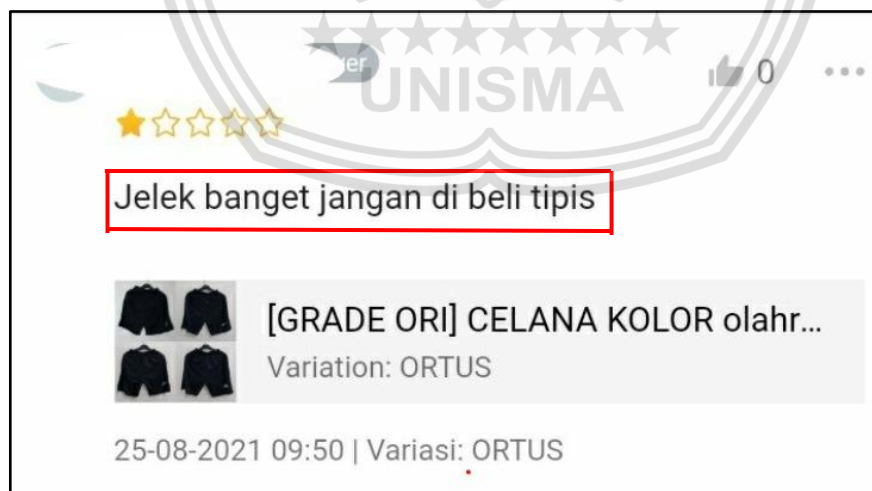 UNISMA
0
Jelek banget jangan di beli tipis
[GRADE ORI] CELANA KOLOR olahr...
Variation: ORTUS
25-08-2021 09:50 | Variasi: ORTUS